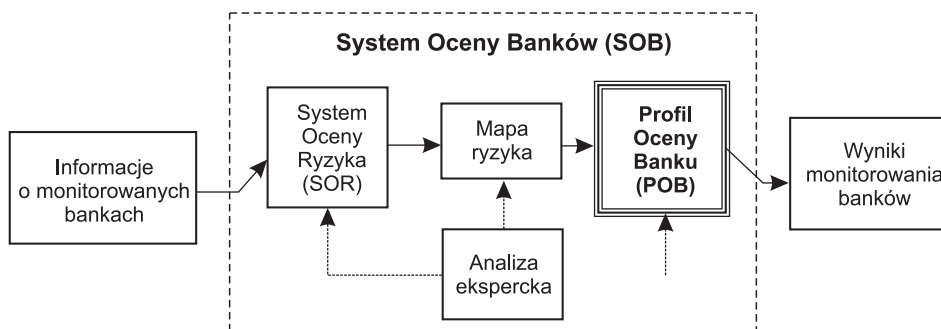 System Oceny Banków (SOB)
Informacje
o monitorowanych
bankach
System
Oceny
Ryzyka
(SOR)
Mapa
ryzyka
Profil
Oceny
Banku
(POB)
Wyniki
monitorowania
banków
Analiza
ekspercka